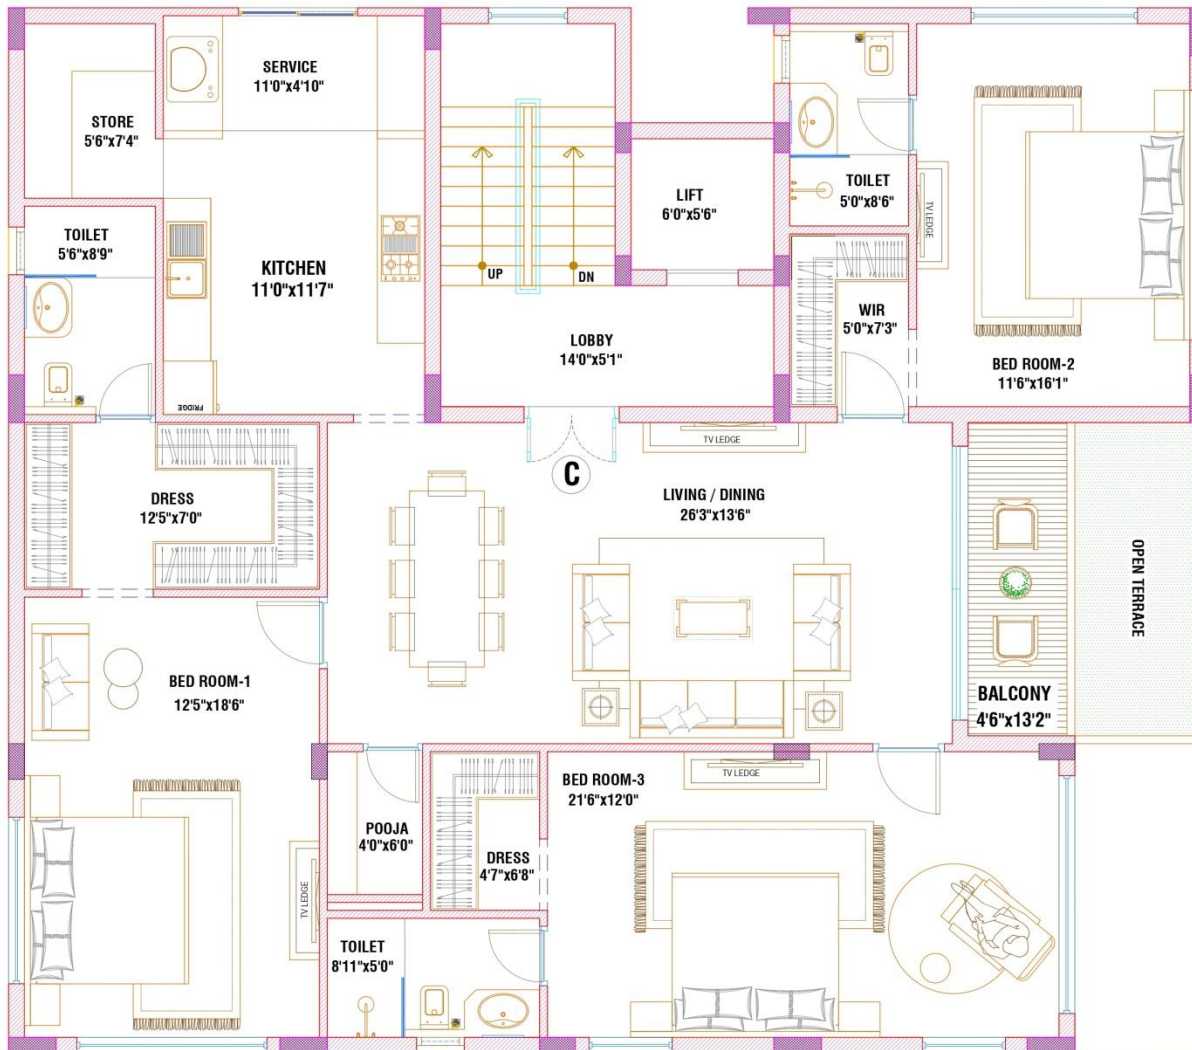 SERVICE
11'0"x4'10"
STORE
5'6"x7'4"
TOILET
5'6"x8'9"
KITCHEN
11'0"x11'7"
FRIDGE
UP
DN
LIFT
6'0"x5'6"
LOBBY
14'0"x5'1"
TOILET
5'0"x8'6"
TV LEDGE
WIR
5'0"x7'3"
BED ROOM-2
11'6"x16'1"
DRESS
12'5"x7'0"
TV LEDGE
C
LIVING / DINING
26'3"x13'6"
OPEN TERRACE
BALCONY
4'6"x13'2"
BED ROOM-1
12'5"x18'6"
TV LEDGE
POOJA
4'0"x6'0"
DRESS
4'7"x6'8"
BED ROOM-3
21'6"x12'0"
TV LEDGE
TOILET
8'11"x5'0"